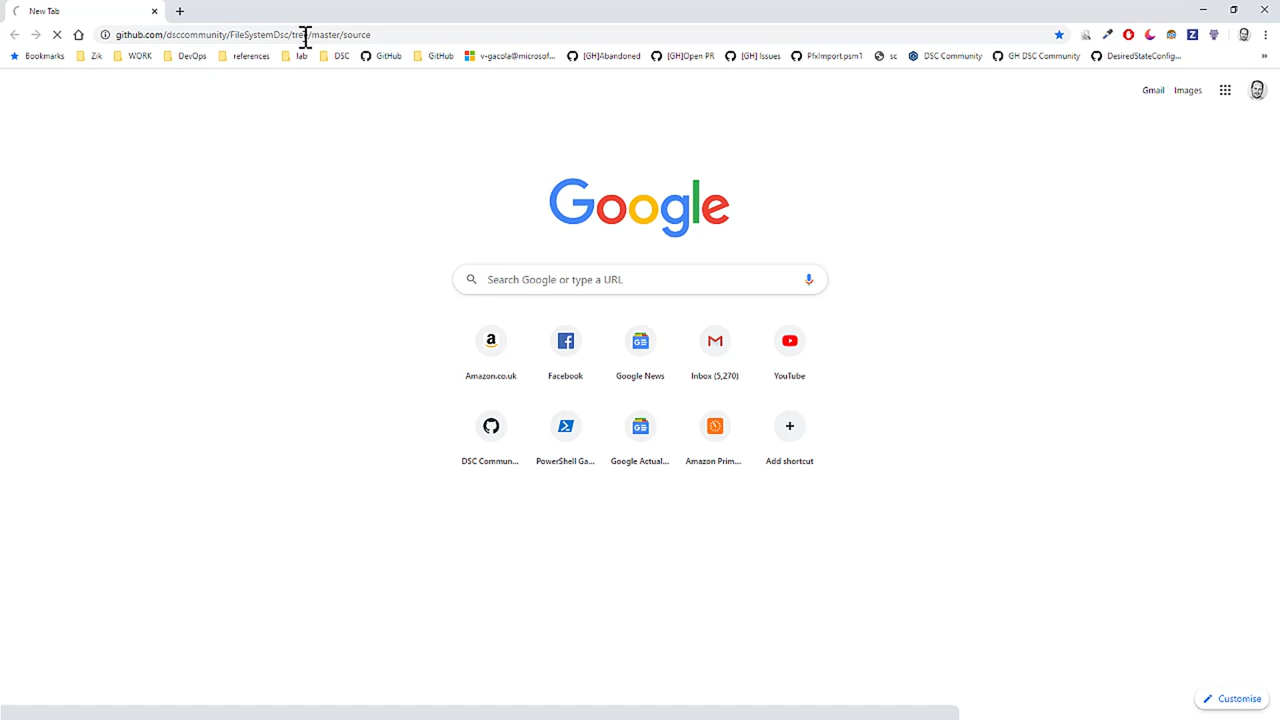 New Tab
github.com/dsccommunity/FileSystemDsc/tree/master/source
Bookmarks Zik WORK DevOps references lab DSC GitHub GitHub v-gacola@microsof... [GH]Abandoned [GH]Open PR [GH] Issues PfxImport.psm1 sc DSC Community GH DSC Community DesiredStateConfig... »
Gmail Images
Google
Search Google or type a URL
Amazon.co.uk Facebook Google News Inbox (5,270) YouTube
DSC Commun... PowerShell Ga... Google Actual... Amazon Prim... Add shortcut
Customise